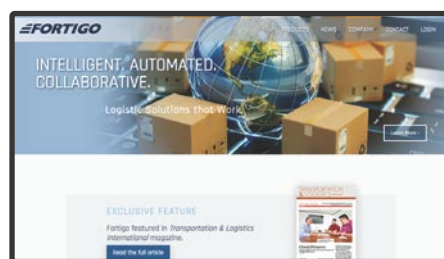 FORTIGO
PRODUCTS NEWS COMPANY CONTACT LOGIN
INTELLIGENT. AUTOMATED.
COLLABORATIVE.
Logistic Solutions that Work.
Learn More
EXCLUSIVE FEATURE
Fortigo featured in Transportation & Logistics
International magazine.
Read the full article